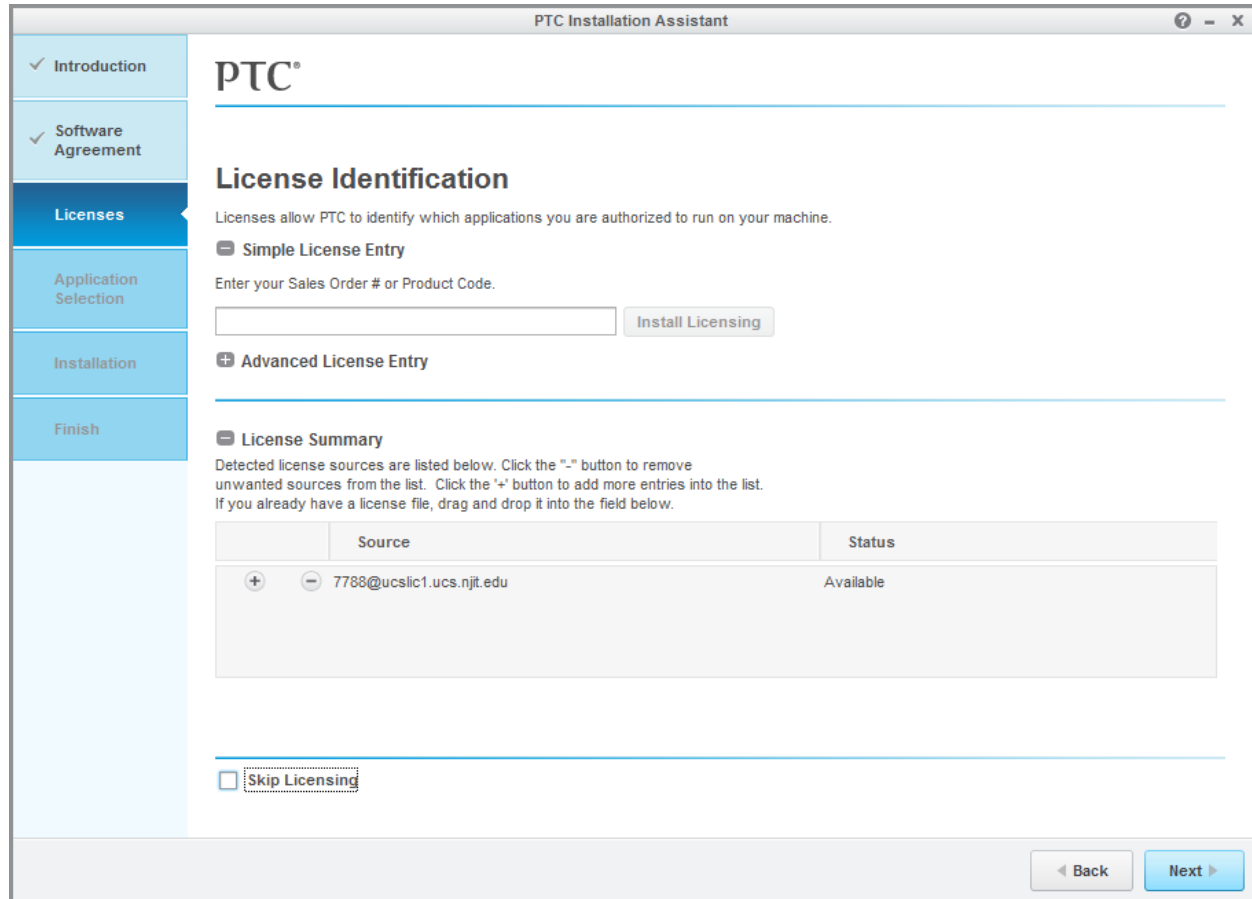 PTC Installation Assistant
Introduction
Software
Agreement
Licenses
Application
Selection
Installation
Finish
PTC®
License Identification
Licenses allow PTC to identify which applications you are authorized to run on your machine.
Simple License Entry
Enter your Sales Order # or Product Code.
Install Licensing
Advanced License Entry
License Summary
Detected license sources are listed below. Click the "-" button to remove
unwanted sources from the list. Click the '+' button to add more entries into the list.
If you already have a license file, drag and drop it into the field below.
Source Status
7788@ucslic1.ucs.njit.edu Available
Skip Licensing
Back Next